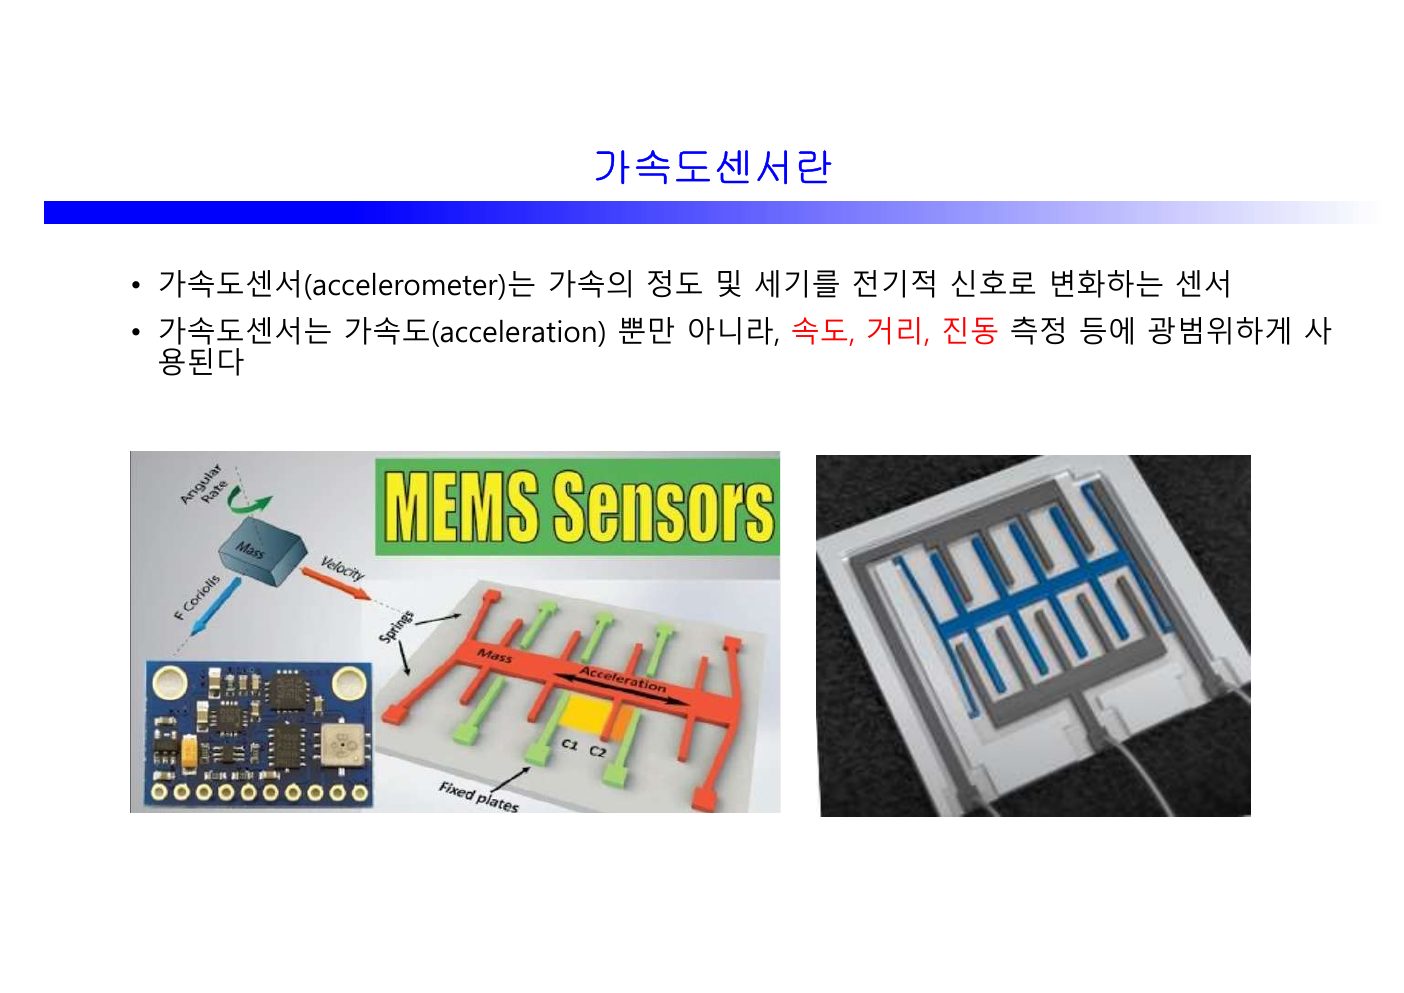 가속도센서란
• 가속도센서(accelerometer)는 가속의 정도 및 세기를 전기적 신호로 변화하는 센서
• 가속도센서는 가속도(acceleration) 뿐만 아니라, 속도, 거리, 진동 측정 등에 광범위하게 사
용된다
MEMS Sensors
Angular
Rate
Mass
Velocity
F Coriolis
Springs
Mass
Acceleration
C1 C2
Fixed plates